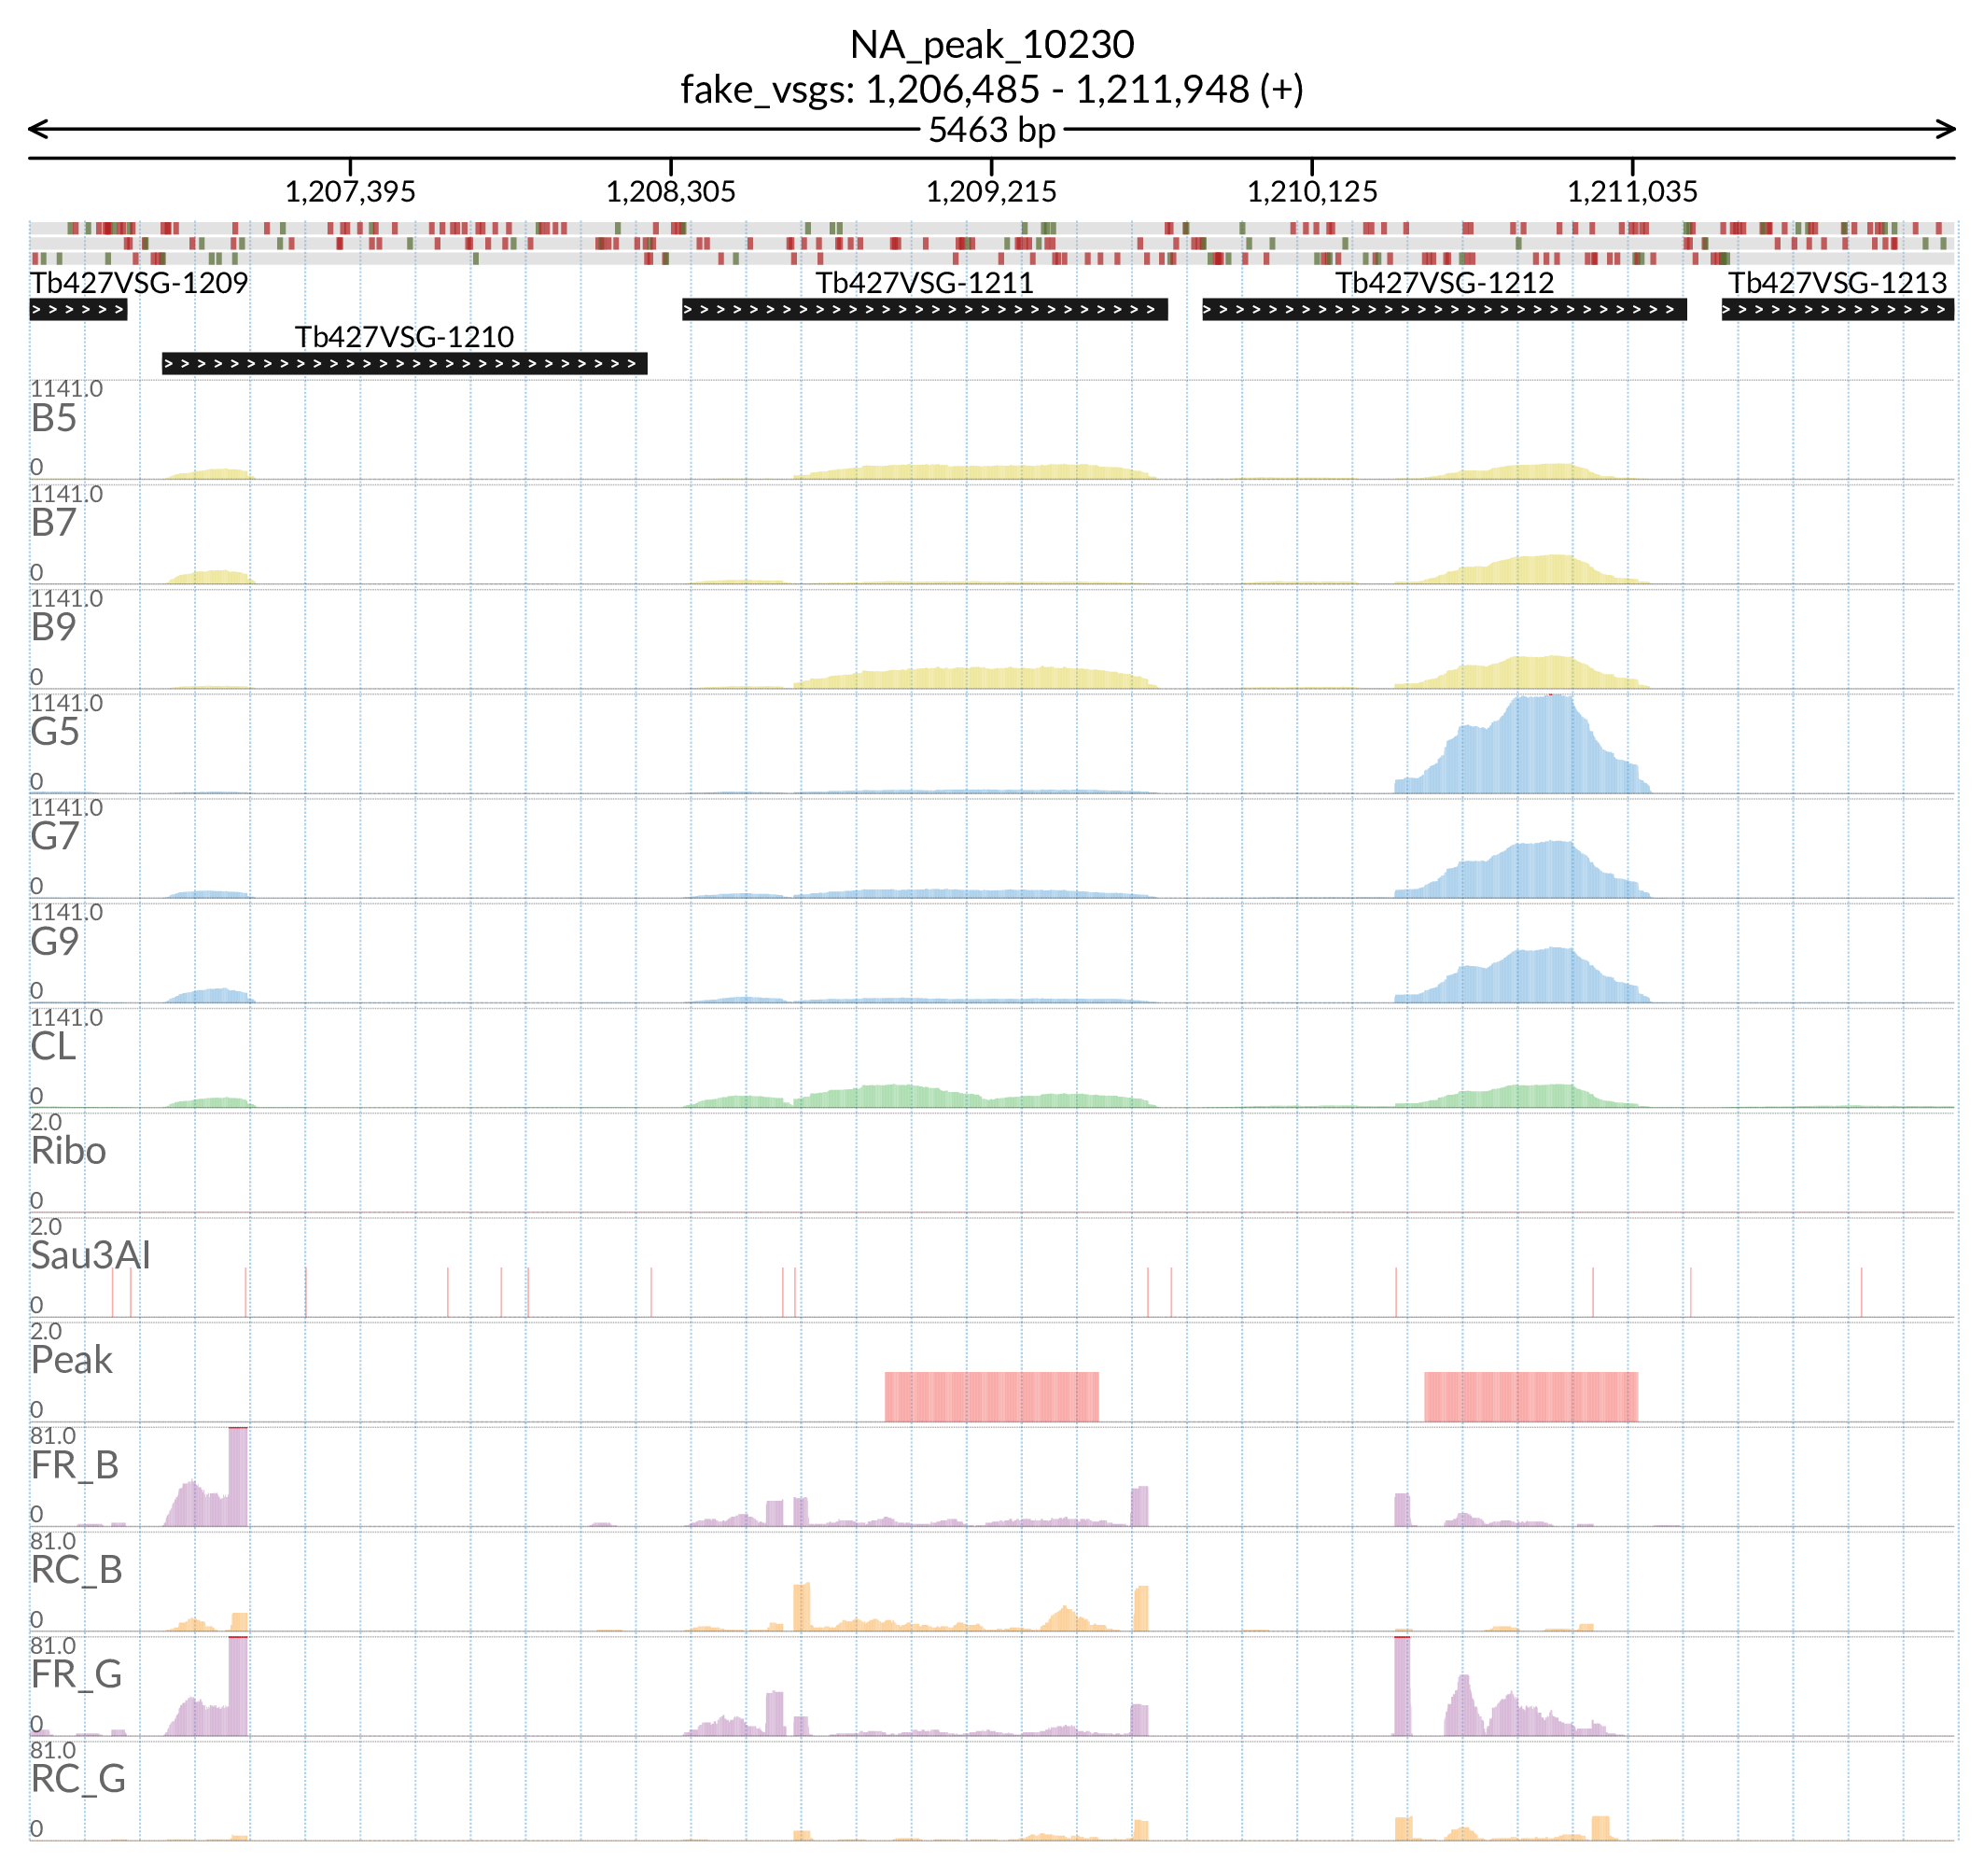 NA_peak_10230
fake_vsgs: 1,206,485 - 1,211,948 (+)
5463 bp
1,207,395 1,208,305 1,209,215 1,210,125 1,211,035
Tb427VSG-1209 Tb427VSG-1211 Tb427VSG-1212 Tb427VSG-1213
Tb427VSG-1210
1141.0
B5
0
1141.0
B7
0
1141.0
B9
0
1141.0
G5
0
1141.0
G7
0
1141.0
G9
0
1141.0
CL
0
2.0
Ribo
0
2.0
Sau3AI
0
2.0
Peak
0
81.0
FR_B
0
81.0
RC_B
0
81.0
FR_G
0
81.0
RC_G
0